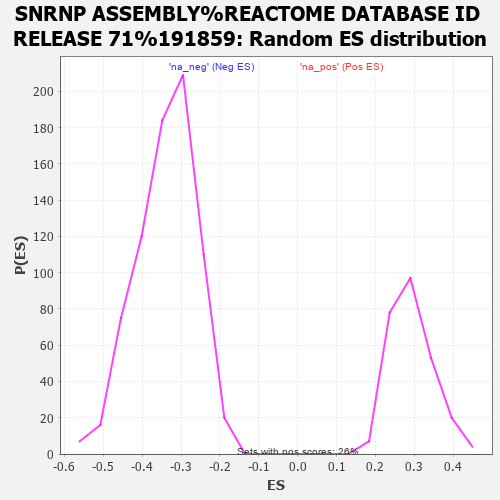 SNRNP ASSEMBLY%REACTOME DATABASE ID
RELEASE 71%191859: Random ES distribution
'na_neg' (Neg ES) 'na_pos' (Pos ES)
200
180
160
140
120
100
80
60
40
20
0
P(ES)
Sets with pos scores: 26%
-0.6 -0.5 -0.4 -0.3 -0.2 -0.1 0.0 0.1 0.2 0.3 0.4
ES